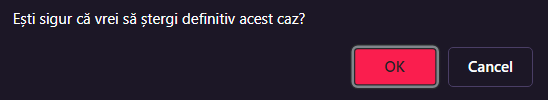 Ești sigur că vrei să ștergi definitiv acest caz?
OK
Cancel